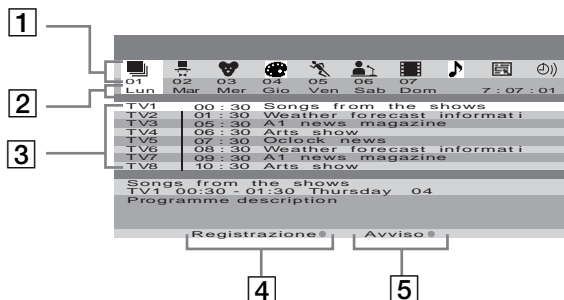 1
01 02 03 04 05 06 07
2
Lun Mar Mer Gio Ven Sab Dom 7 : 07 : 01
TV1 00 : 30 Songs from the shows
TV2 01 : 30 Weather forecast informati
TV3 05 : 30 A1 news magazine
3
TV4 06 : 30 Arts show
TV5 07 : 30 Oclock news
TV6 08 : 30 Weather forecast informati
TV7 09 : 30 A1 news magazine
TV8 10 : 30 Arts show
Songs from the shows
TV1 00:30 - 01:30 Thursday 04
Programme description
Registrazione Avviso
4 5